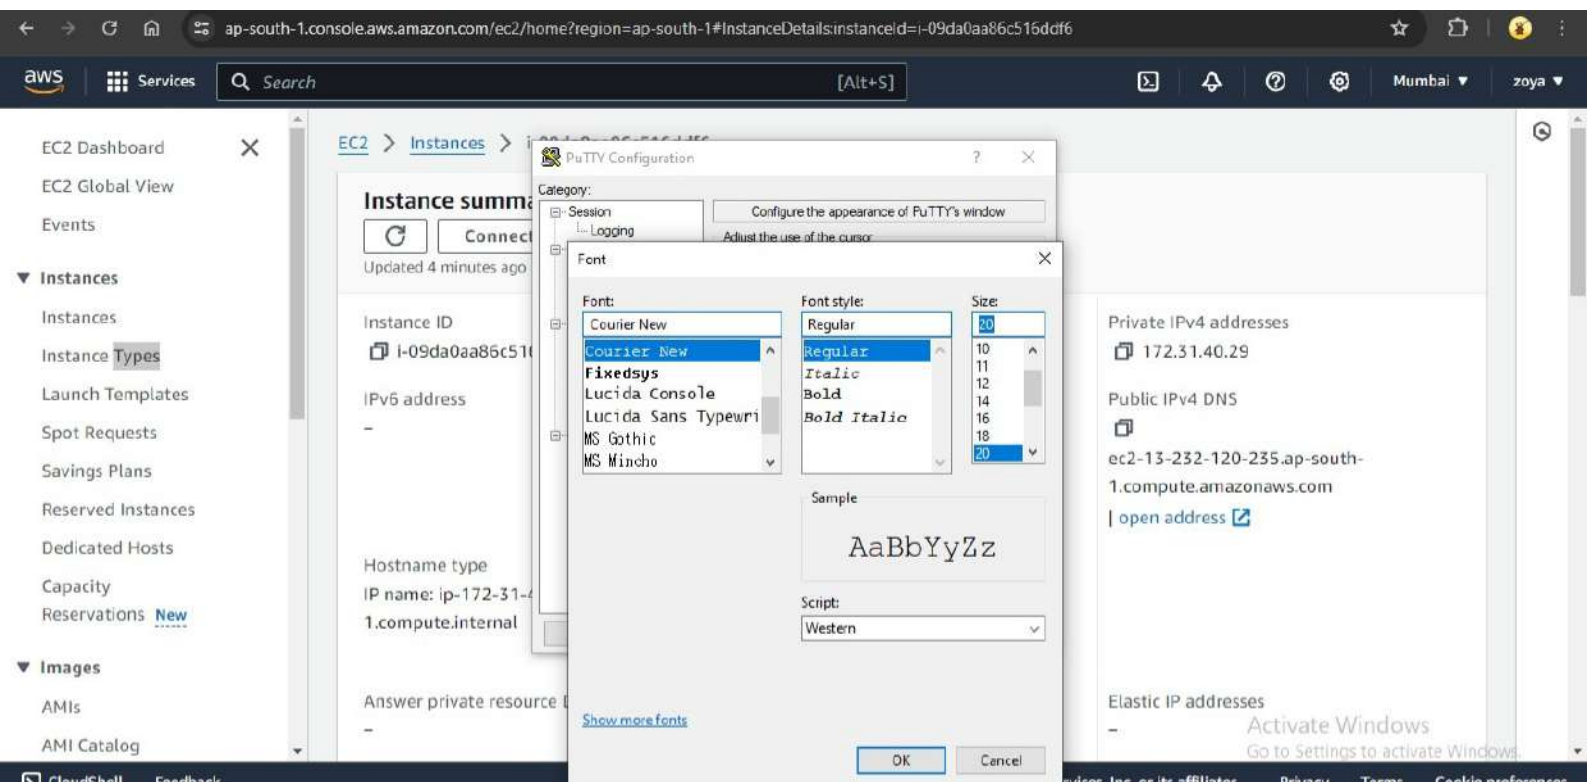 ap-south-1.console.aws.amazon.com/ec2/home?region=ap-south-1#InstanceDetails:instanceId=i-09da0aa86c516ddf6
aws Services Search [Alt+S] Mumbai ▼ zoya ▼
EC2 Dashboard
EC2 Global View
Events
▼ Instances
Instances
Instance Types
Launch Templates
Spot Requests
Savings Plans
Reserved Instances
Dedicated Hosts
Capacity
Reservations New
▼ Images
AMIs
AMI Catalog
EC2 > Instances >
Instance summa
Connect
Updated 4 minutes ago
Instance ID
i-09da0aa86c516
IPv6 address
–
Hostname type
IP name: ip-172-31-4
1.compute.internal
Answer private resource
–
PuTTY Configuration ? ×
Category:
Session
Logging
Configure the appearance of PuTTY's window
Adjust the use of the cursor
Font
Font:
Courier New
Courier New
Fixedsys
Lucida Console
Lucida Sans Typewri
MS Gothic
MS Mincho
Font style:
Regular
Regular
Italic
Bold
Bold Italic
Size:
20
10
11
12
14
16
18
20
Sample
AaBbYyZz
Script:
Western
Show more fonts
OK Cancel
Private IPv4 addresses
172.31.40.29
Public IPv4 DNS
ec2-13-232-120-235.ap-south-
1.compute.amazonaws.com
| open address
Elastic IP addresses
–
Activate Windows
Go to Settings to activate Windows.
CloudShell Feedback
Inc. or its affiliates. Privacy Terms Cookie preferences